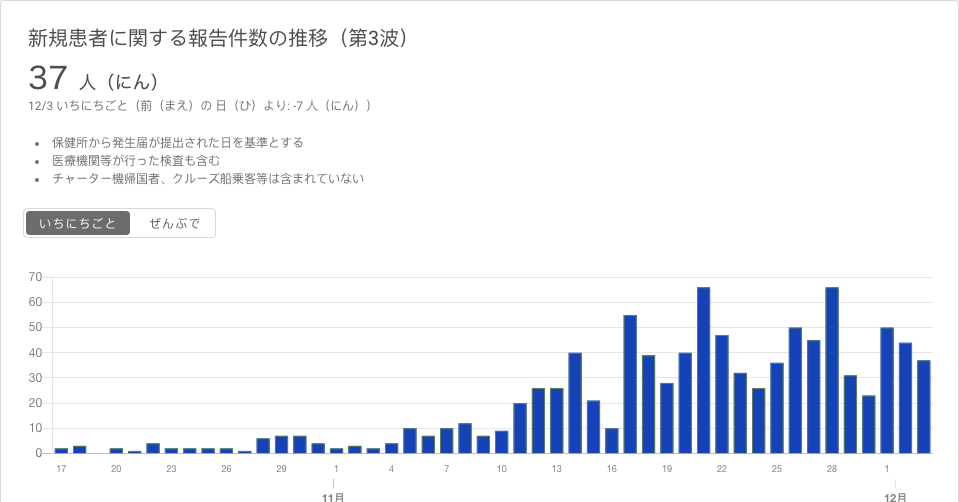 新規患者に関する報告件数の推移（第3波）
37 人（にん）
12/3 いちにちごと（前（まえ）の 日（ひ）より: -7 人（にん））
保健所から発生届が提出された日を基準とする
医療機関等が行った検査も含む
チャーター機帰国者、クルーズ船乗客等は含まれていない
いちにちごと ぜんぶで
70
60
50
40
30
20
10
0
17 20 23 26 29 1 4 7 10 13 16 19 22 25 28 1
11月 12月